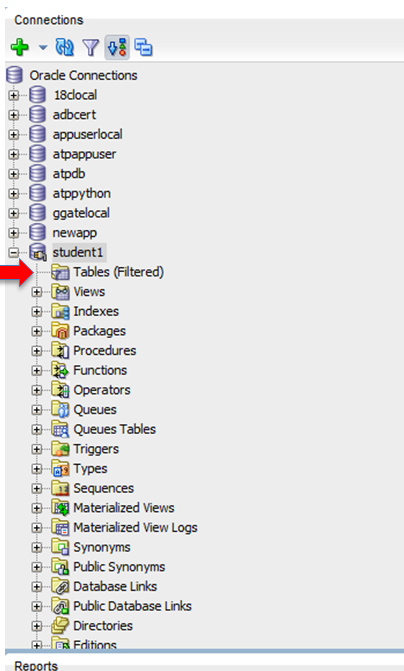 Connections
Oracle Connections
18clocal
adbcert
appuserlocal
atpappuser
atpdb
atppython
ggatelocal
newapp
student1
Tables (Filtered)
Views
Indexes
Packages
Procedures
Functions
Operators
Queues
Queues Tables
Triggers
Types
Sequences
Materialized Views
Materialized View Logs
Synonyms
Public Synonyms
Database Links
Public Database Links
Directories
Editions
Reports